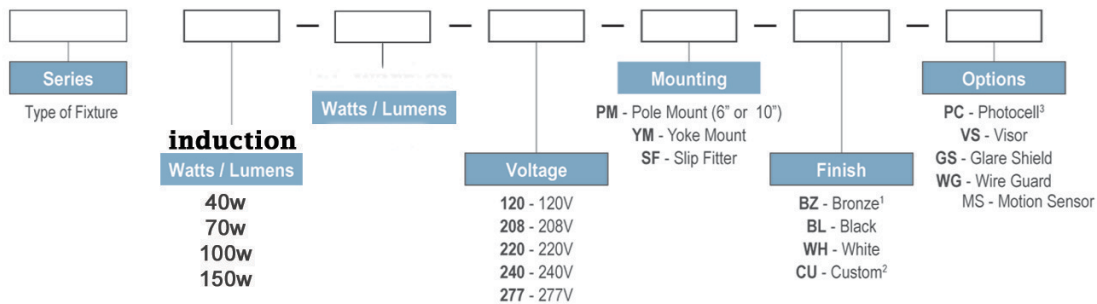 Series
Type of Fixture
induction
Watts / Lumens
40w
70w
100w
150w
Watts / Lumens
Voltage
120 - 120V
208 - 208V
220 - 220V
240 - 240V
277 - 277V
Mounting
PM - Pole Mount (6” or 10”)
YM - Yoke Mount
SF - Slip Fitter
Finish
BZ - Bronze¹
BL - Black
WH - White
CU - Custom²
Options
PC - Photocell³
VS - Visor
GS - Glare Shield
WG - Wire Guard
MS - Motion Sensor